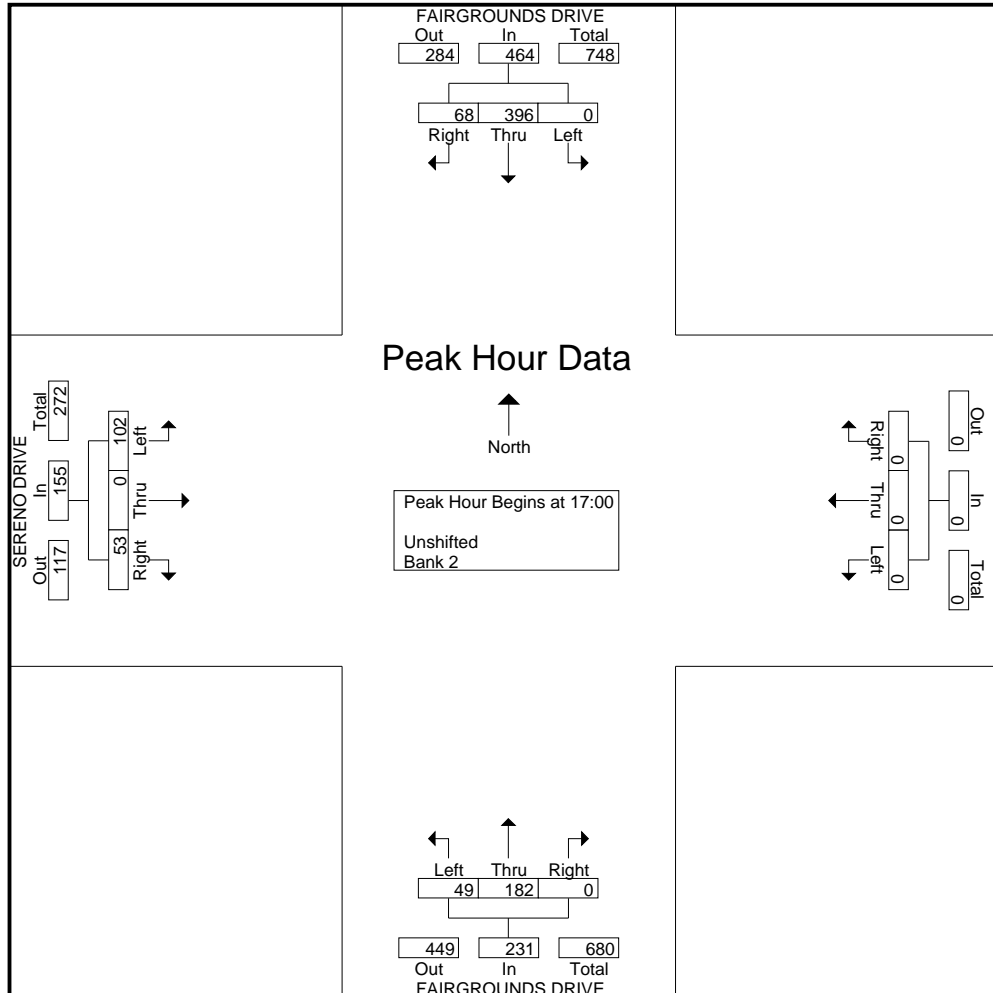 FAIRGROUNDS DRIVE
Out In Total
284 464 748
68 396 0
Right Thru Left
Peak Hour Data
North
Peak Hour Begins at 17:00
Unshifted
Bank 2
SERENO DRIVE
Out In Total
117 155 272
102 0 53
Left Thru Right
Out In Total
0 0 0
0 0 0
Right Thru Left
Left Thru Right
49 182 0
449 231 680
Out In Total
FAIRGROUNDS DRIVE